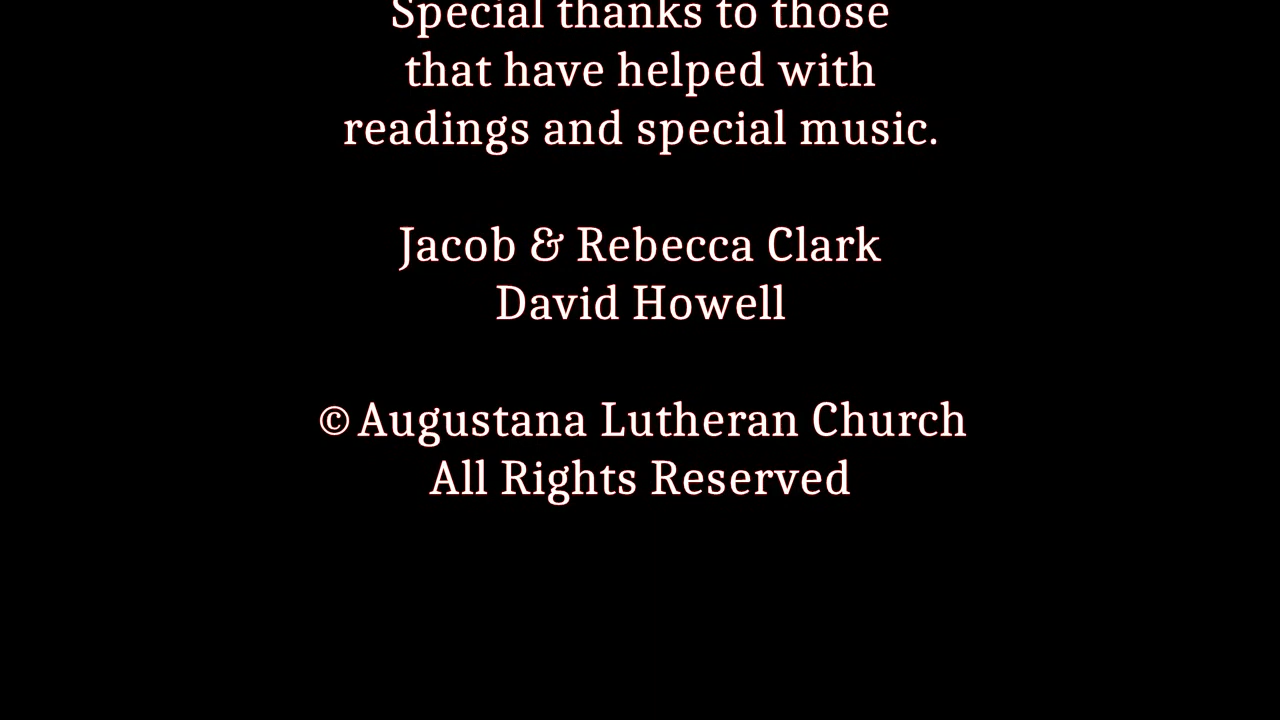 Special thanks to those
that have helped with
readings and special music.
Jacob & Rebecca Clark
David Howell
© Augustana Lutheran Church
All Rights Reserved